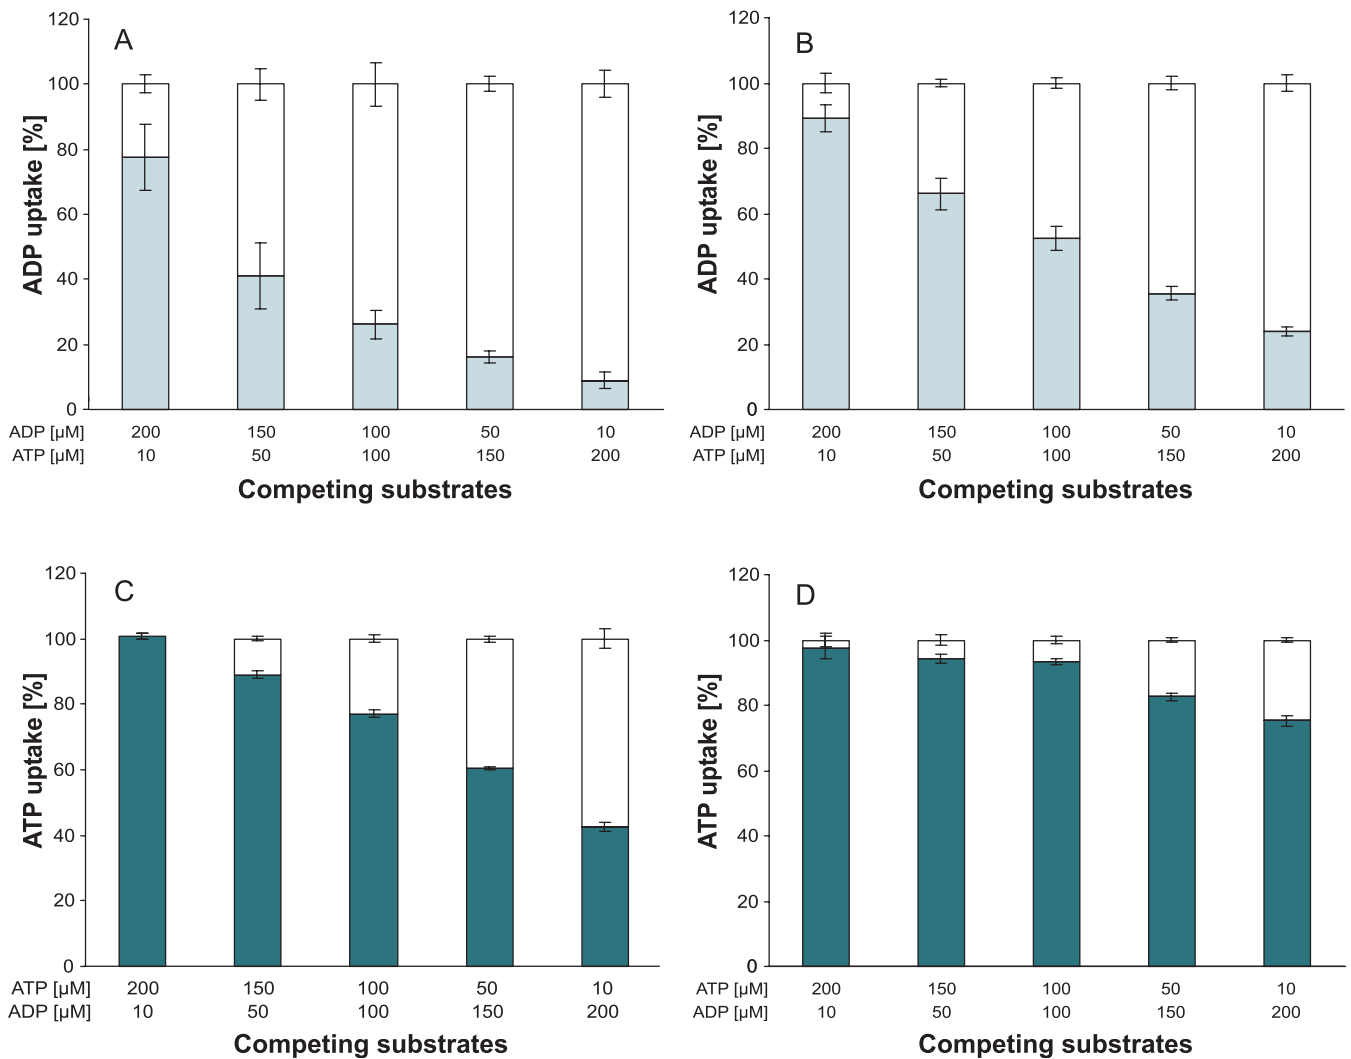 A
ADP uptake [%]
120
100
80
60
40
20
0
ADP [µM] 200 150 100 50 10
ATP [µM] 10 50 100 150 200
Competing substrates
B
ADP uptake [%]
120
100
80
60
40
20
0
ADP [µM] 200 150 100 50 10
ATP [µM] 10 50 100 150 200
Competing substrates
C
ATP uptake [%]
120
100
80
60
40
20
0
ATP [µM] 200 150 100 50 10
ADP [µM] 10 50 100 150 200
Competing substrates
D
ATP uptake [%]
120
100
80
60
40
20
0
ATP [µM] 200 150 100 50 10
ADP [µM] 10 50 100 150 200
Competing substrates